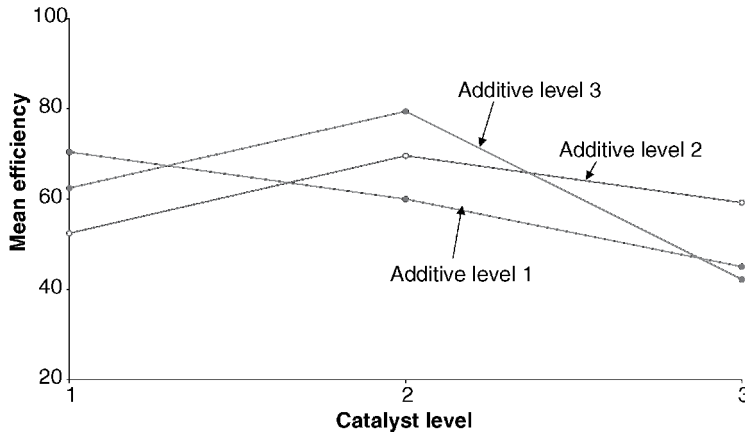 100
80
60
40
20
Mean efficiency
Additive level 3
Additive level 2
Additive level 1
1
2
3
Catalyst level